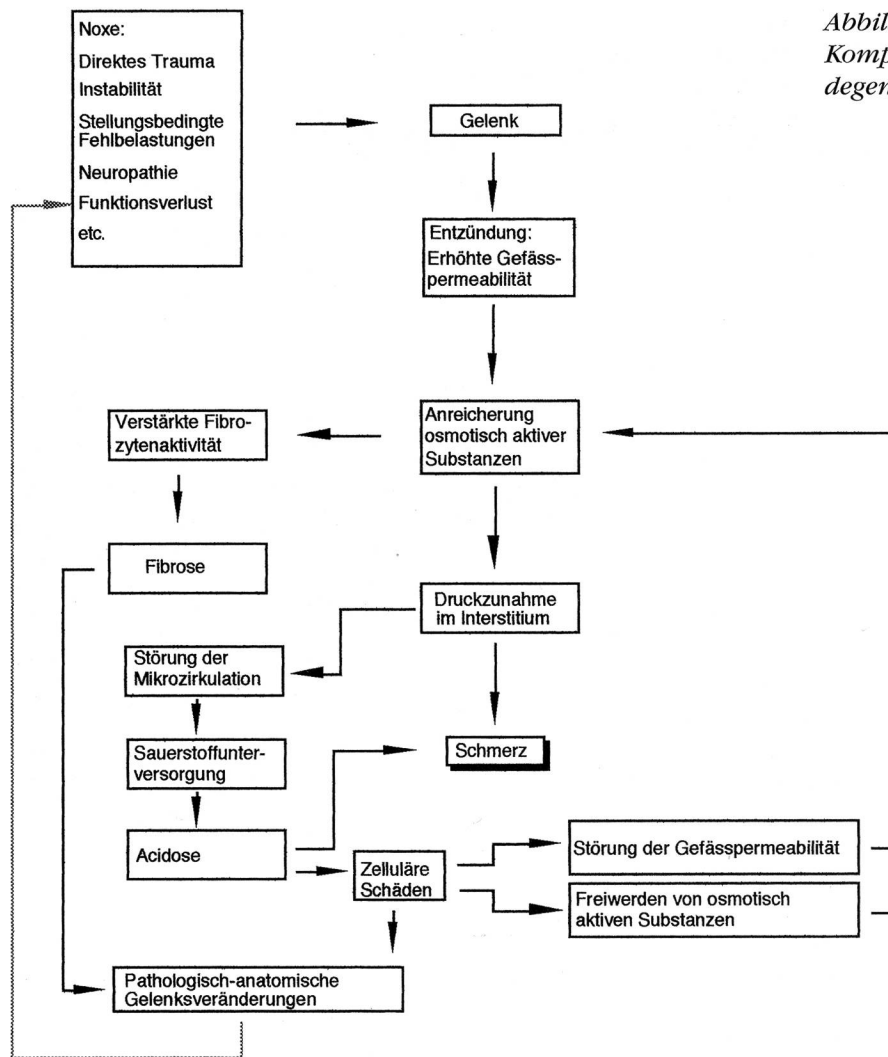 Noxe:
Direktes Trauma
Instabilität
Stellungsbedingte
Fehlbelastungen
Neuropathie
Funktionsverlust
etc.
Gelenk
Entzündung:
Erhöhte Gefäss-
permeabilität
Anreicherung
osmotisch aktiver
Substanzen
Verstärkte Fibro-
zytenaktivität
Fibrose
Druckzunahme
im Interstitium
Störung der
Mikrozirkulation
Sauerstoffunter-
versorgung
Schmerz
Acidose
Zelluläre
Schäden
Störung der Gefässpermeabilität
Freiwerden von osmotisch
aktiven Substanzen
Pathologisch-anatomische
Gelenksveränderungen
Abbil
Komp
degen